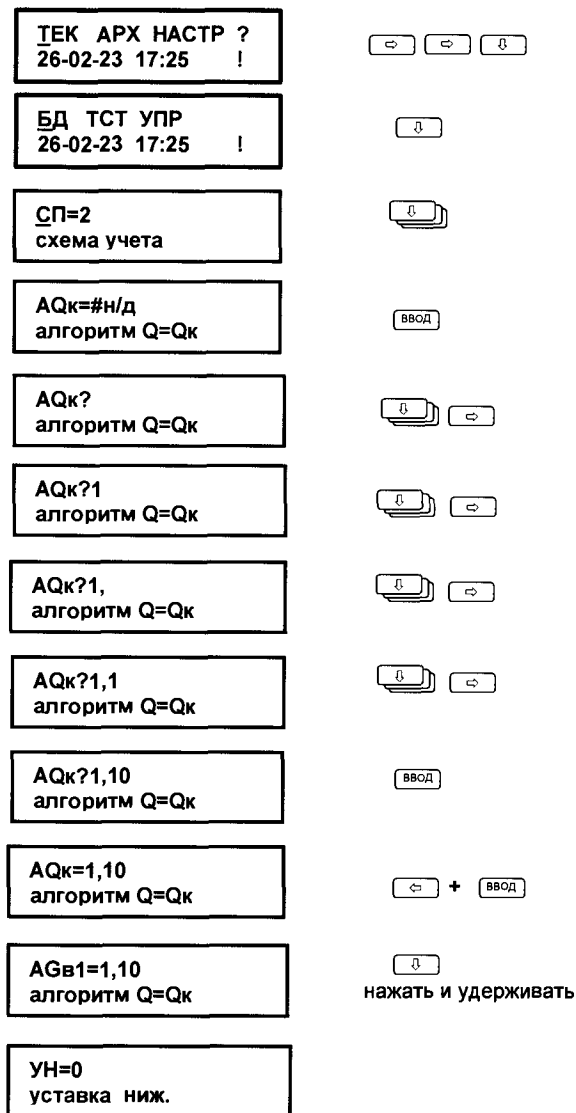 ТЕК АРХ НАСТР ?
26-02-23 17:25 !
⇨ ⇨ ⇩
БД ТСТ УПР
26-02-23 17:25 !
⇩
СП=2
схема учета
⇩
AQк=#н/д
алгоритм Q=Qк
ВВОД
AQк?
алгоритм Q=Qк
⇩ ⇨
AQк?1
алгоритм Q=Qк
⇩ ⇨
AQк?1,
алгоритм Q=Qк
⇩ ⇨
AQк?1,1
алгоритм Q=Qк
⇩ ⇨
AQк?1,10
алгоритм Q=Qк
ВВОД
AQк=1,10
алгоритм Q=Qк
⇦ + ВВОД
AGв1=1,10
алгоритм Q=Qк
⇩
нажать и удерживать
УН=0
уставка ниж.